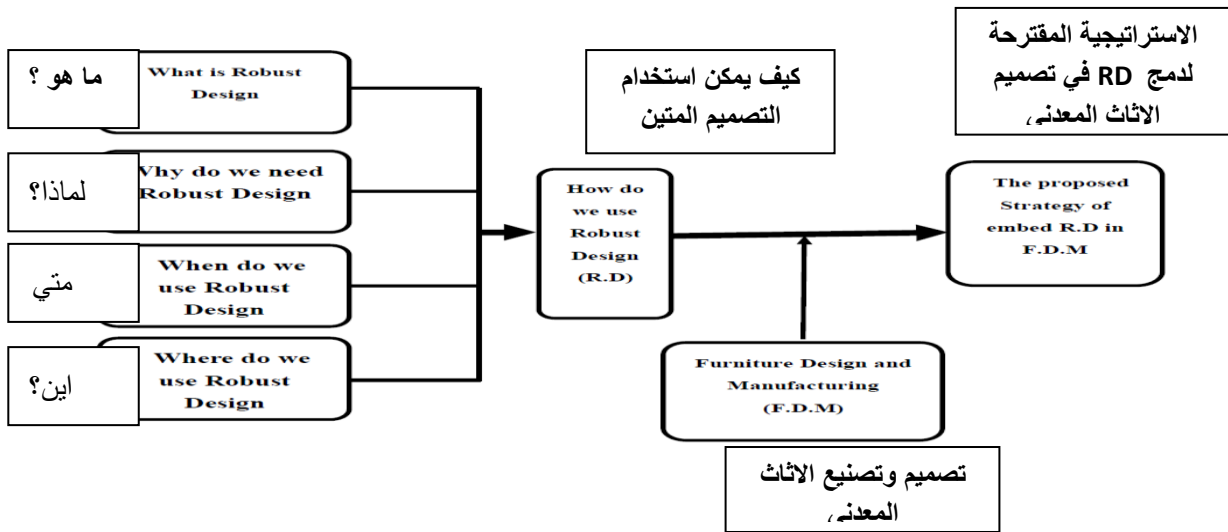 ما هو ؟
What is Robust
Design
لماذا؟
Why do we need
Robust Design
متي
When do we
use Robust
Design
اين؟
Where do we
use Robust
Design
كيف يمكن استخدام
التصميم المتين
How do
we use
Robust
Design
(R.D)
الاستراتيجية المقترحة
لدمج RD في تصميم
الاثاث المعدني
The proposed
Strategy of
embed R.D in
F.D.M
Furniture Design and
Manufacturing
(F.D.M)
تصميم وتصنيع الاثاث
المعدني